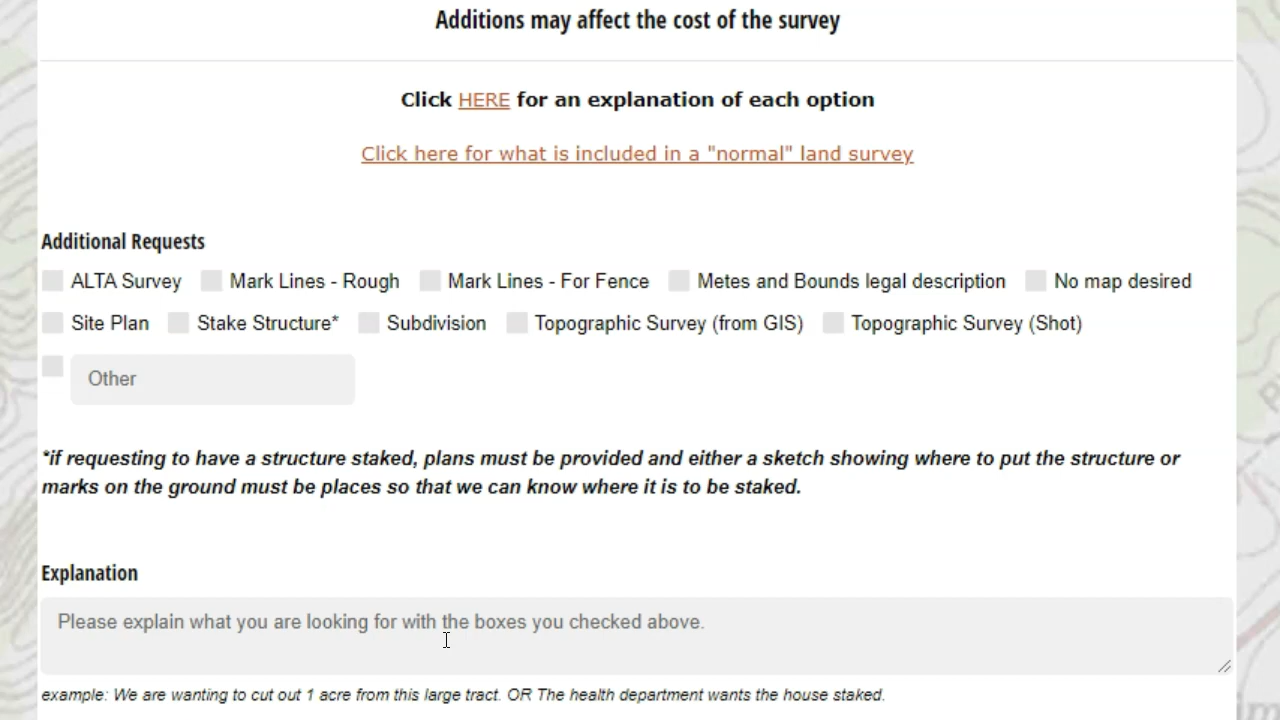 Additions may affect the cost of the survey
Click HERE for an explanation of each option
Click here for what is included in a "normal" land survey
Additional Requests
ALTA Survey Mark Lines - Rough Mark Lines - For Fence Metes and Bounds legal description No map desired
Site Plan Stake Structure* Subdivision Topographic Survey (from GIS) Topographic Survey (Shot)
Other
*if requesting to have a structure staked, plans must be provided and either a sketch showing where to put the structure or
marks on the ground must be places so that we can know where it is to be staked.
Explanation
Please explain what you are looking for with the boxes you checked above.
example: We are wanting to cut out 1 acre from this large tract. OR The health department wants the house staked.